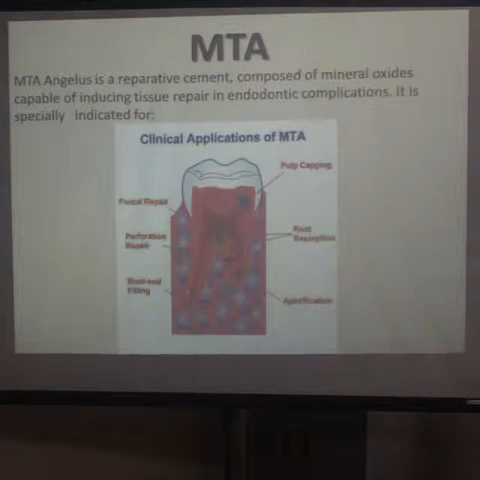 MTA
MTA Angelus is a reparative cement, composed of mineral oxides
capable of inducing tissue repair in endodontic complications. It is
specially indicated for:
Clinical Applications of MTA
Pulp Capping
Furcal Repair
Perforation
Repair
Root
Resorption
Root-end
Filling
Apexification